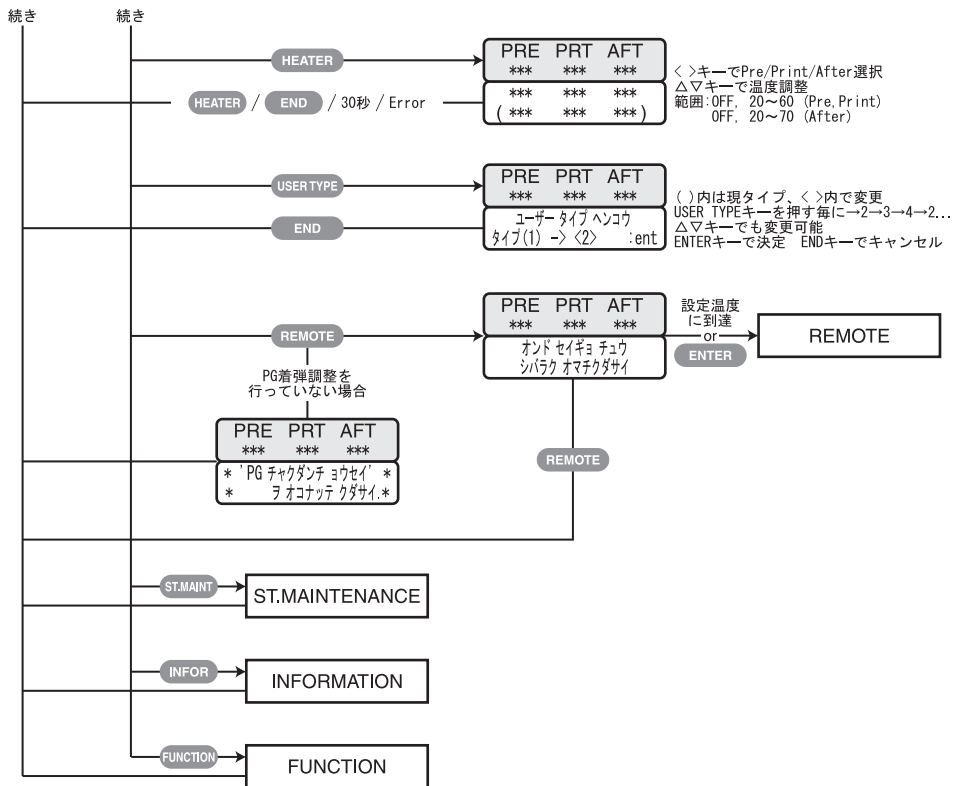 続き 続き
HEATER
PRE PRT AFT
*** *** ***
*** *** ***
( *** *** *** )
< >キーでPre/Print/After選択
△▽キーで温度調整
範囲:OFF, 20～60 (Pre,Print)
OFF, 20～70 (After)
HEATER / END / 30秒 / Error
USER TYPE
PRE PRT AFT
*** *** ***
ユーザー タイプ ヘンコウ
タイプ(1) -> <2> :ent
( )内は現タイプ、< >内で変更
USER TYPEキーを押す毎に→2→3→4→2...
△▽キーでも変更可能
ENTERキーで決定 ENDキーでキャンセル
END
REMOTE
PRE PRT AFT
*** *** ***
オンド セイギョ チュウ
シバラク オマチクダサイ
設定温度
に到達
or
ENTER
REMOTE
PG着弾調整を
行っていない場合
PRE PRT AFT
*** *** ***
* 'PG チャクダンチョウセイ' *
* ヲ オコナッテ クダサイ.*
REMOTE
ST.MAINT
ST.MAINTENANCE
INFOR
INFORMATION
FUNCTION
FUNCTION